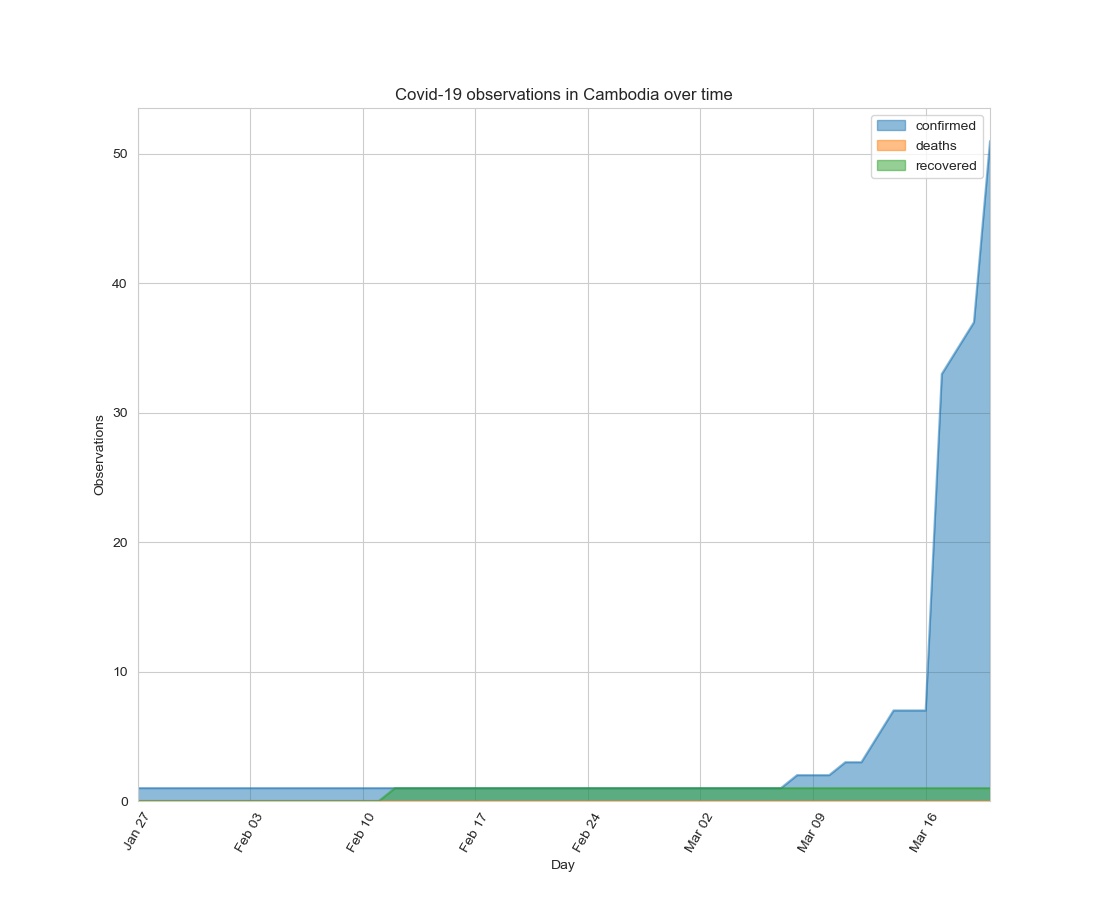 Covid-19 observations in Cambodia over time
confirmed
deaths
recovered
50
40
30
20
10
0
Observations
Jan 27
Feb 03
Feb 10
Feb 17
Feb 24
Mar 02
Mar 09
Mar 16
Day